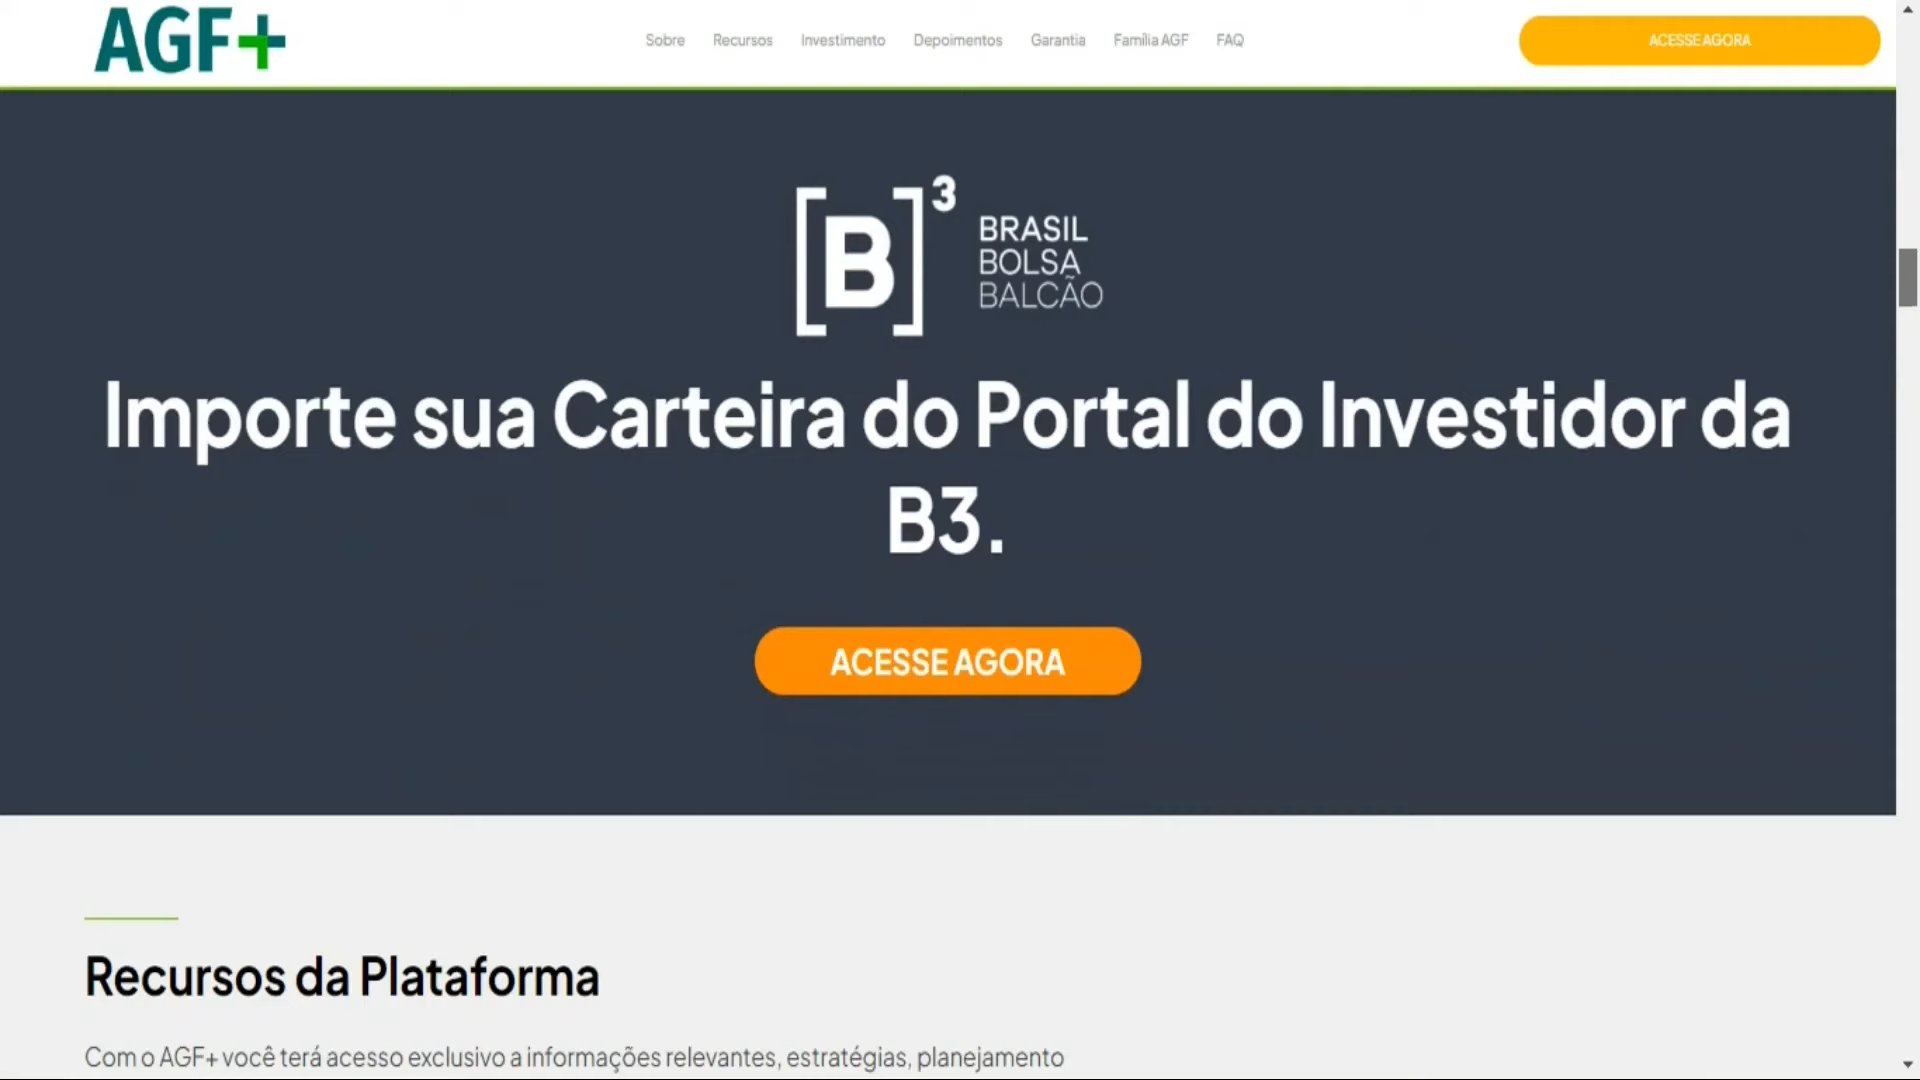 AGF+
Sobre Recursos Investimento Depoimentos Garantia Família AGF FAQ
ACESSE AGORA
[B]³
BRASIL
BOLSA
BALCÃO
Importe sua Carteira do Portal do Investidor da
B3.
ACESSE AGORA
Recursos da Plataforma
Com o AGF+ você terá acesso exclusivo a informações relevantes, estratégias, planejamento